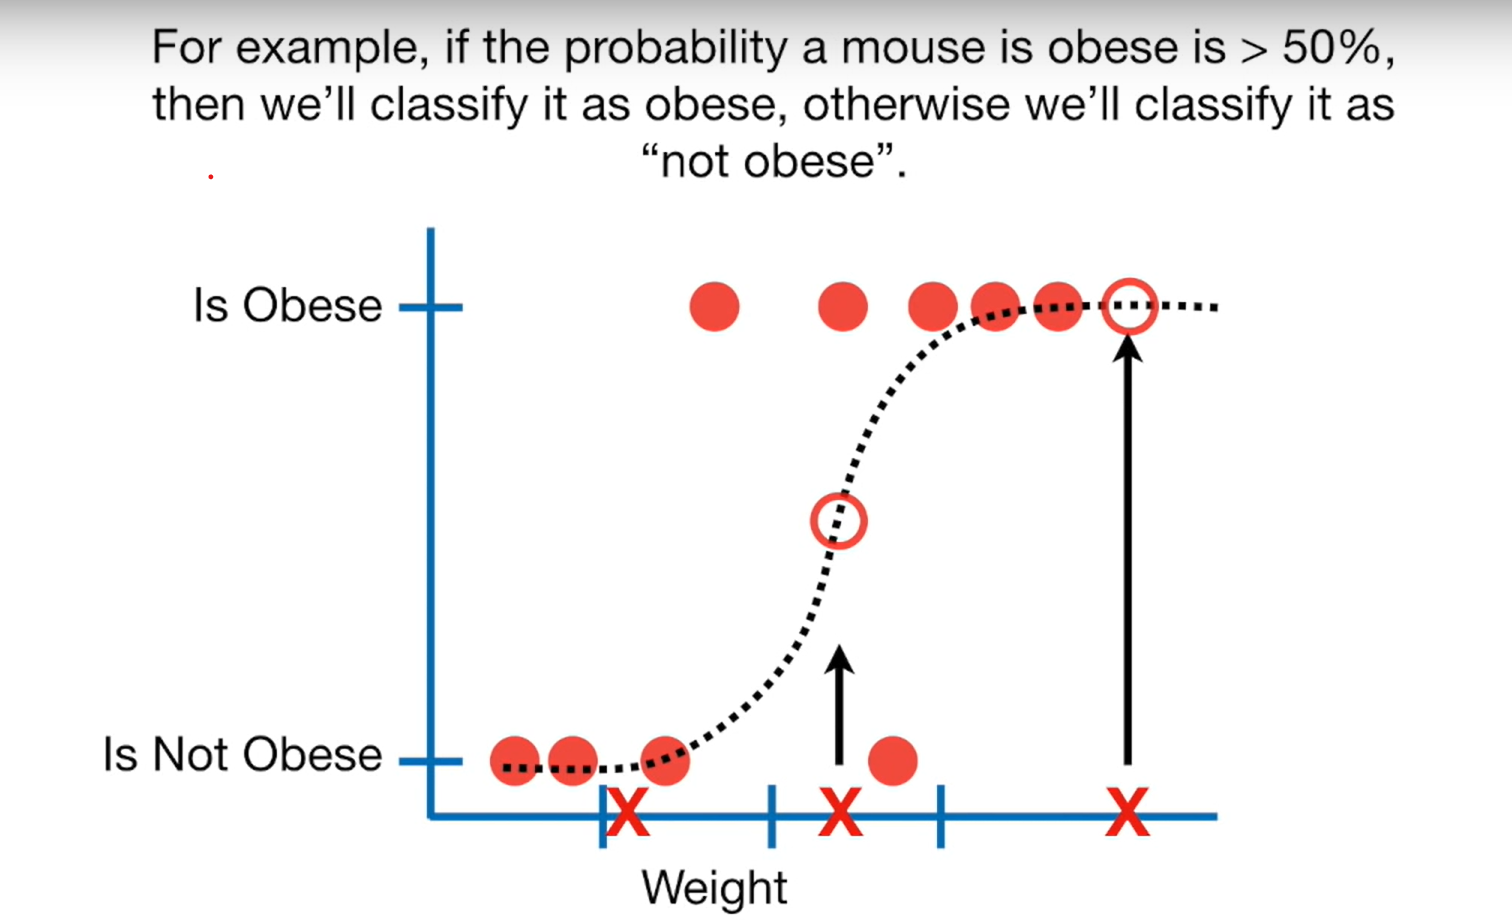 For example, if the probability a mouse is obese is > 50%,
then we’ll classify it as obese, otherwise we’ll classify it as
“not obese”.
Is Obese
Is Not Obese
X X X
Weight